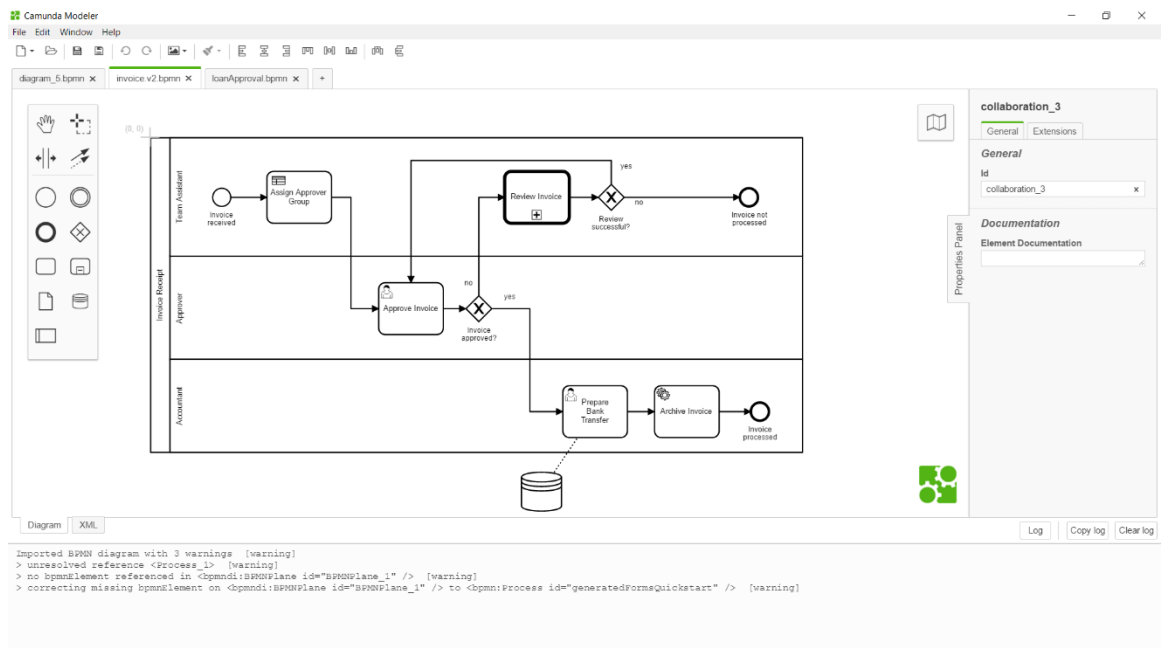 Camunda Modeler
File Edit Window Help
diagram_5.bpmn × invoice.v2.bpmn × loanApproval.bpmn × +
(0, 0)
Invoice Receipt
Team Assistant
Invoice
received
Assign Approver
Group
Review Invoice
yes
no
Review
successful?
Invoice not
processed
Approver
Approve Invoice
no
yes
Invoice
approved?
Accountant
Prepare
Bank
Transfer
Archive Invoice
Invoice
processed
Properties Panel
collaboration_3
General Extensions
General
Id
collaboration_3 ×
Documentation
Element Documentation
Diagram XML
Log Copy log Clear log
Imported BPMN diagram with 3 warnings [warning]
> unresolved reference <Process_1> [warning]
> no bpmnElement referenced in <bpmndi:BPMNPlane id="BPMNPlane_1" /> [warning]
> correcting missing bpmnElement on <bpmndi:BPMNPlane id="BPMNPlane_1" /> to <bpmn:Process id="generatedFormsQuickstart" /> [warning]